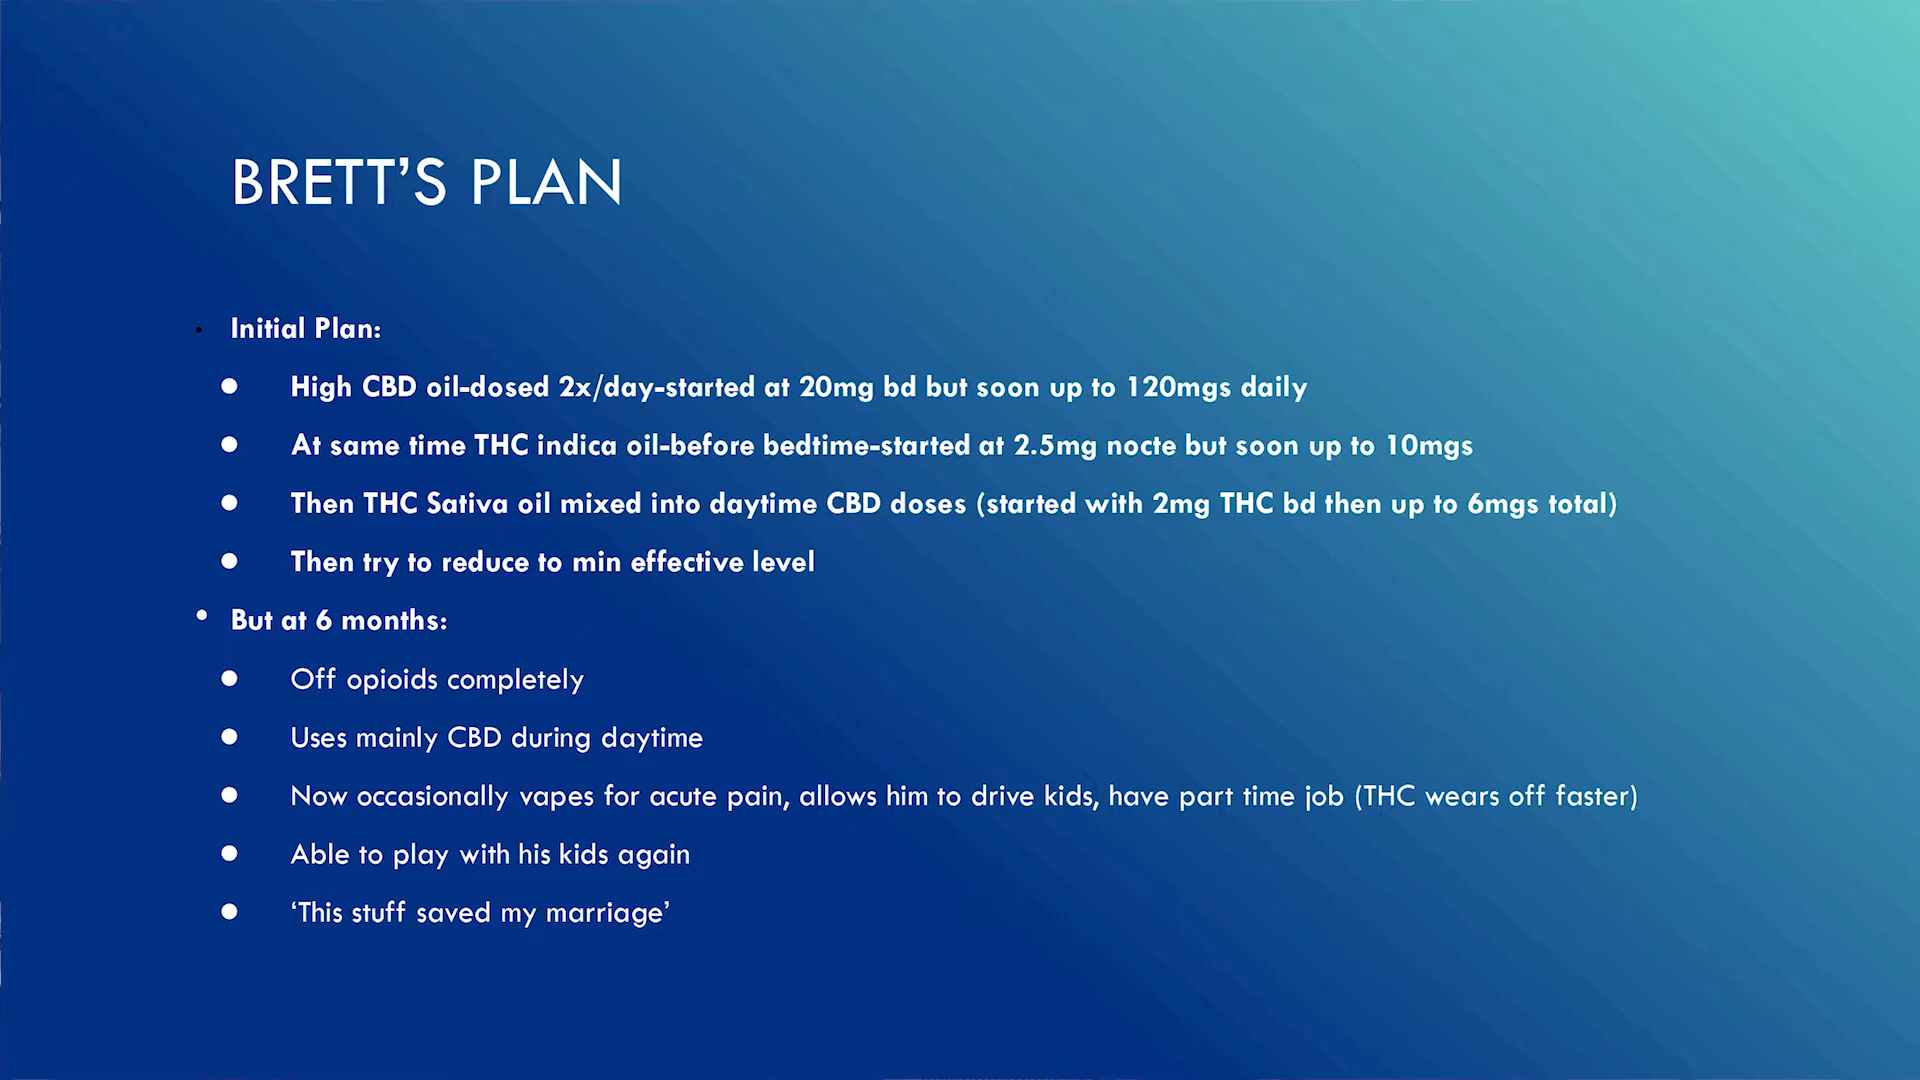 BRETT’S PLAN
Initial Plan:
High CBD oil-dosed 2x/day-started at 20mg bd but soon up to 120mgs daily
At same time THC indica oil-before bedtime-started at 2.5mg nocte but soon up to 10mgs
Then THC Sativa oil mixed into daytime CBD doses (started with 2mg THC bd then up to 6mgs total)
Then try to reduce to min effective level
But at 6 months:
Off opioids completely
Uses mainly CBD during daytime
Now occasionally vapes for acute pain, allows him to drive kids, have part time job (THC wears off faster)
Able to play with his kids again
‘This stuff saved my marriage’